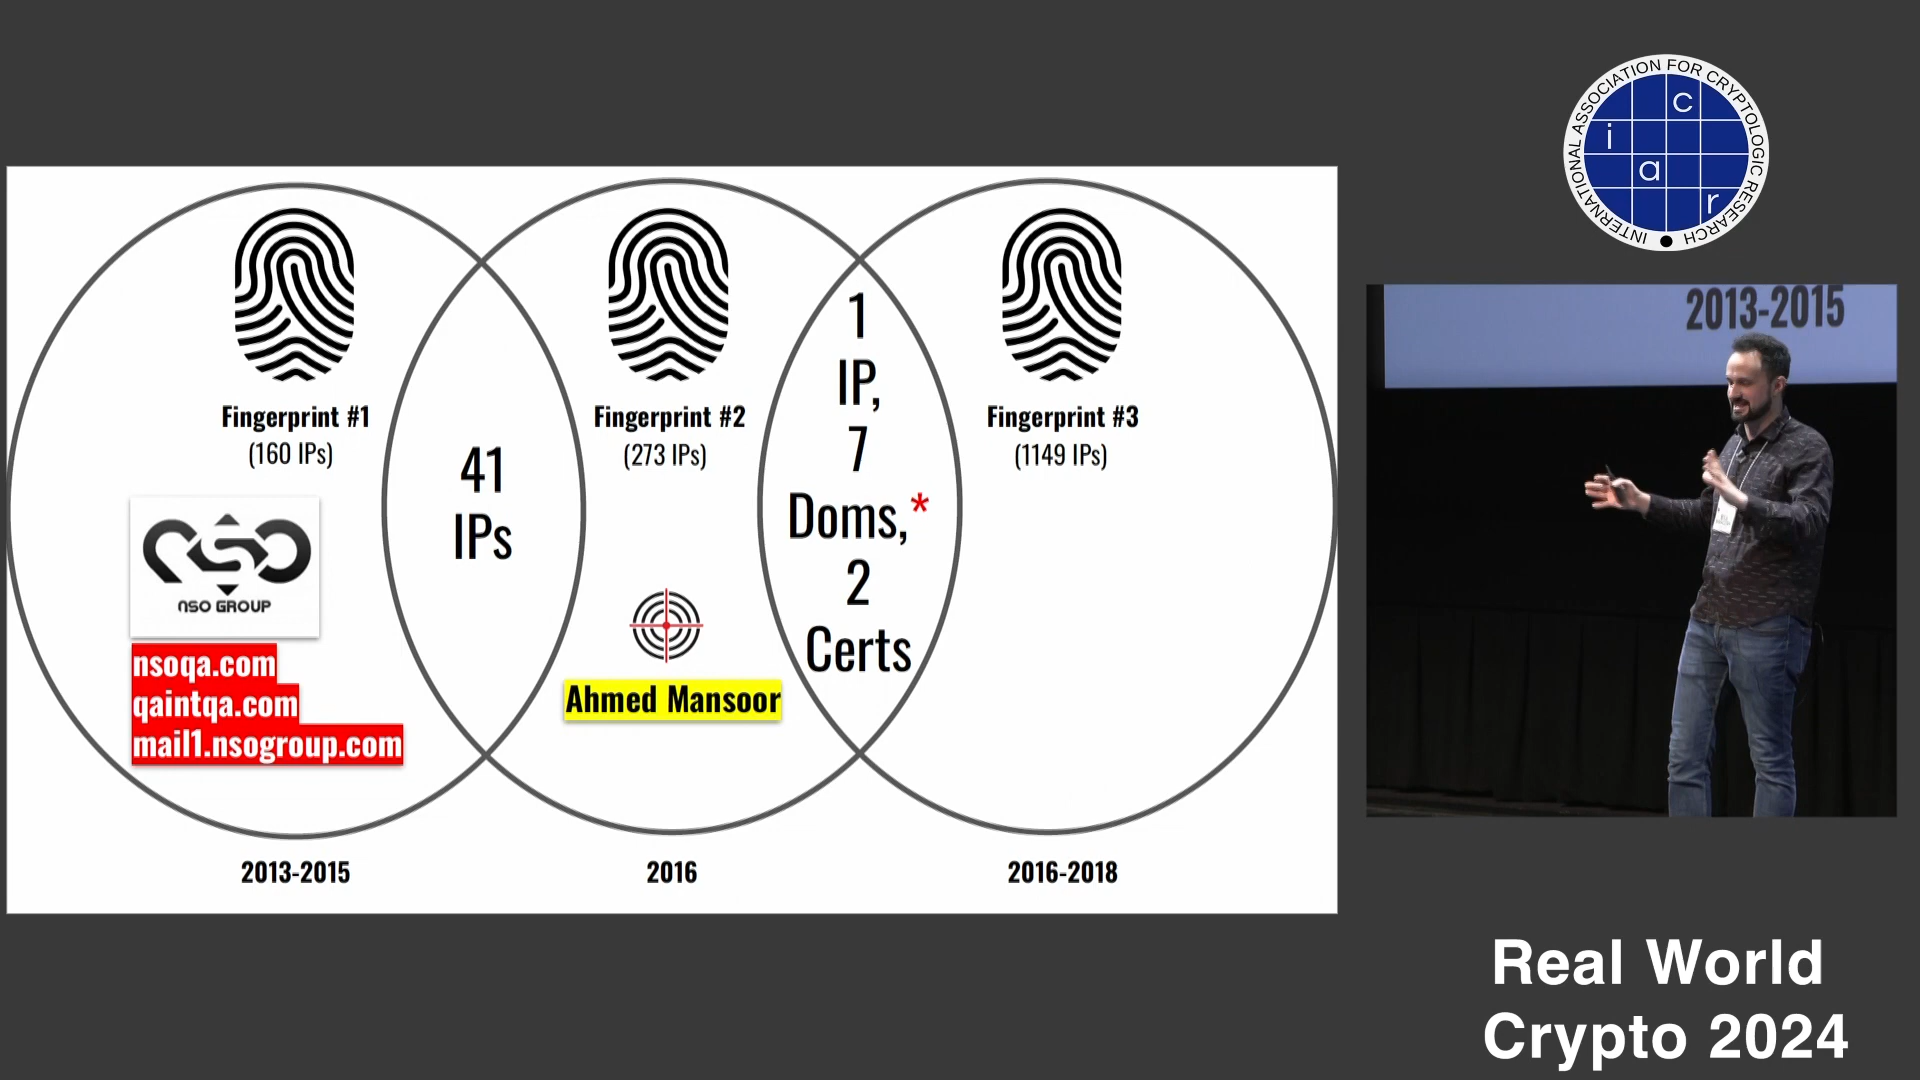 Fingerprint #1
(160 IPs)
nso
NSO GROUP
nsoqa.com
qaintqa.com
mail1.nsogroup.com
2013-2015
41
IPs
Fingerprint #2
(273 IPs)
Ahmed Mansoor
2016
1
IP,
7
Doms,*
2
Certs
Fingerprint #3
(1149 IPs)
2016-2018
INTERNATIONAL ASSOCIATION FOR CRYPTOLOGIC RESEARCH
i a c r
2013-2015
Real World
Crypto 2024